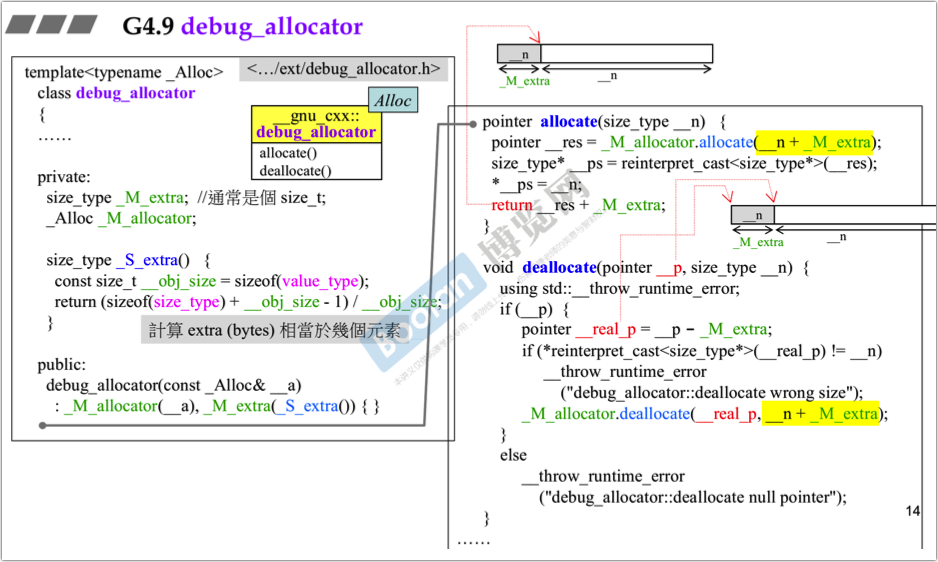 G4.9 debug_allocator
<…/ext/debug_allocator.h>
template<typename _Alloc>
class debug_allocator
{
……
Alloc
__gnu_cxx::
debug_allocator
allocate()
deallocate()
private:
size_type _M_extra; //通常是個 size_t;
_Alloc _M_allocator;
size_type _S_extra() {
const size_t __obj_size = sizeof(value_type);
return (sizeof(size_type) + __obj_size - 1) / __obj_size;
}
計算 extra (bytes) 相當於幾個元素
public:
debug_allocator(const _Alloc& __a)
: _M_allocator(__a), _M_extra(_S_extra()) { }
__n
_M_extra
__n
pointer allocate(size_type __n) {
pointer __res = _M_allocator.allocate(__n + _M_extra);
size_type* __ps = reinterpret_cast<size_type*>(__res);
*__ps = __n;
return __res + _M_extra;
}
__n
_M_extra
__n
void deallocate(pointer __p, size_type __n) {
using std::__throw_runtime_error;
if (__p) {
pointer __real_p = __p - _M_extra;
if (*reinterpret_cast<size_type*>(__real_p) != __n)
__throw_runtime_error
("debug_allocator::deallocate wrong size");
_M_allocator.deallocate(__real_p, __n + _M_extra);
}
else
__throw_runtime_error
("debug_allocator::deallocate null pointer");
}
……
14
Boolan 博览网